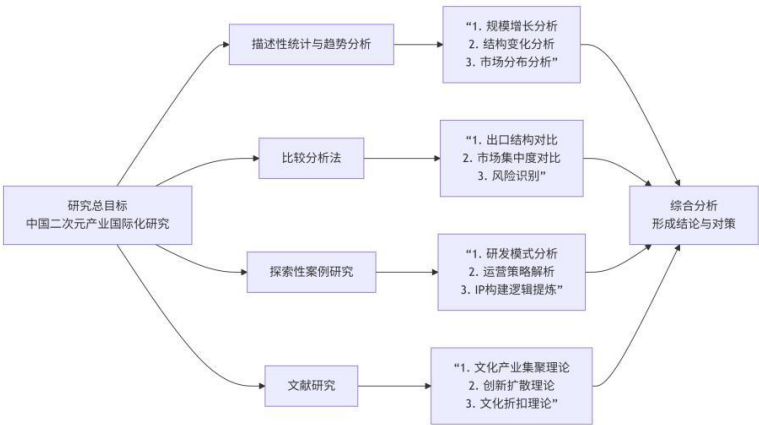 研究总目标
中国二次元产业国际化研究
描述性统计与趋势分析
“1. 规模增长分析
2. 结构变化分析
3. 市场分布分析”
比较分析法
“1. 出口结构对比
2. 市场集中度对比
3. 风险识别”
探索性案例研究
“1. 研发模式分析
2. 运营策略解析
3. IP构建逻辑提炼”
文献研究
“1. 文化产业集聚理论
2. 创新扩散理论
3. 文化折扣理论”
综合分析
形成结论与对策